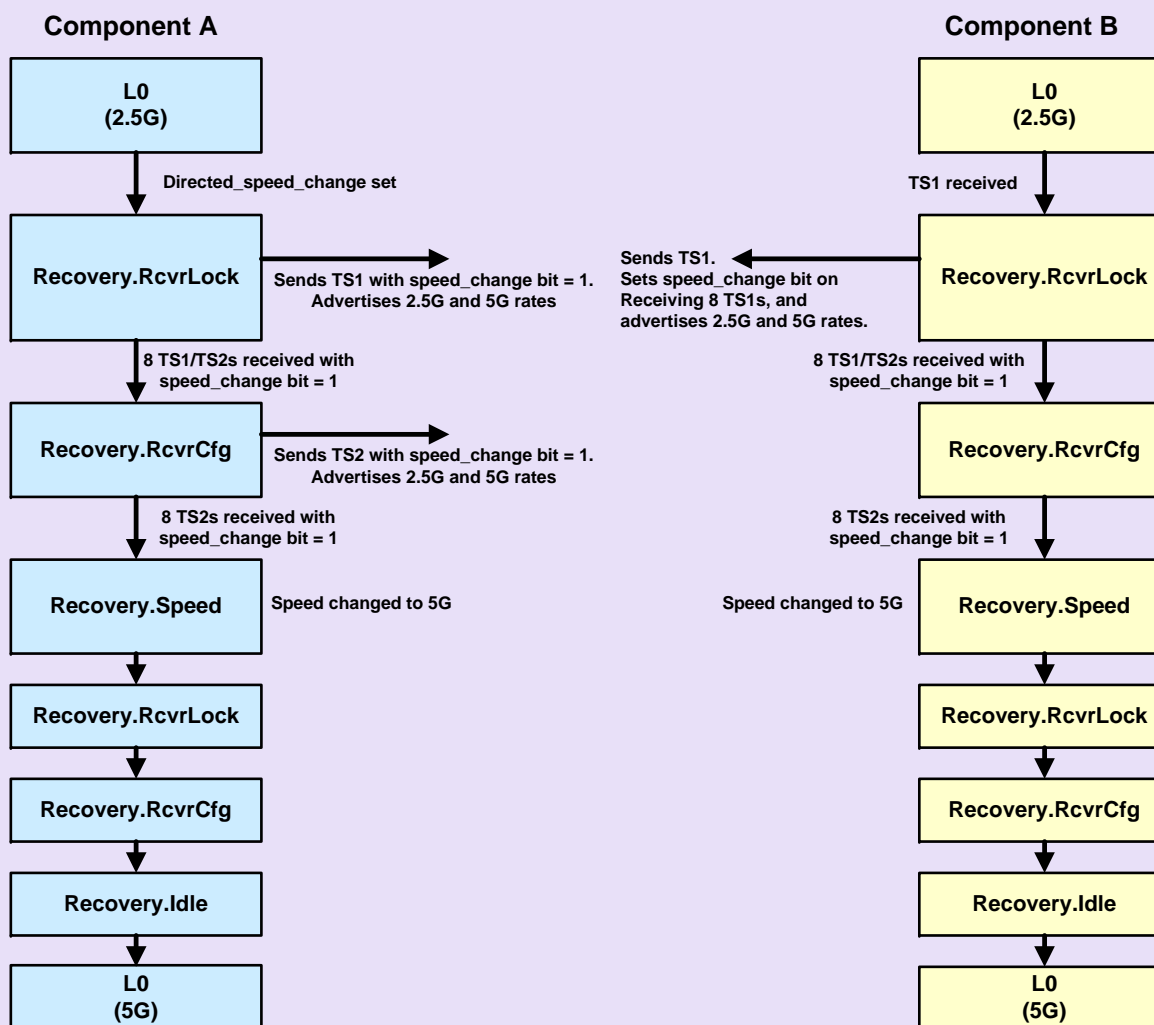 Component A
L0
(2.5G)
Directed_speed_change set
Recovery.RcvrLock
Sends TS1 with speed_change bit = 1.
Advertises 2.5G and 5G rates
8 TS1/TS2s received with
speed_change bit = 1
Recovery.RcvrCfg
Sends TS2 with speed_change bit = 1.
Advertises 2.5G and 5G rates
8 TS2s received with
speed_change bit = 1
Recovery.Speed
Speed changed to 5G
Recovery.RcvrLock
Recovery.RcvrCfg
Recovery.Idle
L0
(5G)
Component B
L0
(2.5G)
TS1 received
Recovery.RcvrLock
Sends TS1.
Sets speed_change bit on
Receiving 8 TS1s, and
advertises 2.5G and 5G rates.
8 TS1/TS2s received with
speed_change bit = 1
Recovery.RcvrCfg
8 TS2s received with
speed_change bit = 1
Recovery.Speed
Speed changed to 5G
Recovery.RcvrLock
Recovery.RcvrCfg
Recovery.Idle
L0
(5G)